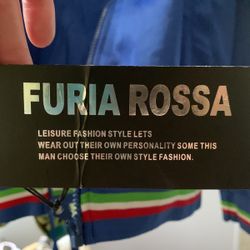 FURIA ROSSA
LEISURE FASHION STYLE LETS
WEAR OUT THEIR OWN PERSONALITY SOME THIS
MAN CHOOSE THEIR OWN STYLE FASHION.